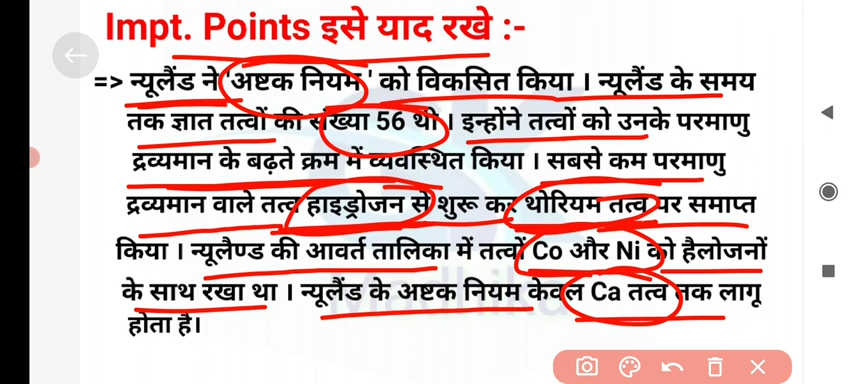 Impt. Points इसे याद रखे :-
=> न्यूलैंड ने 'अष्टक नियम ' को विकसित किया । न्यूलैंड के समय
तक ज्ञात तत्वों की संख्या 56 थी । इन्होंने तत्वों को उनके परमाणु
द्रव्यमान के बढ़ते क्रम में व्यवस्थित किया । सबसे कम परमाणु
द्रव्यमान वाले तत्व हाइड्रोजन से शुरू कर थोरियम तत्व पर समाप्त
किया । न्यूलैण्ड की आवर्त तालिका में तत्वों Co और Ni को हैलोजनों
के साथ रखा था । न्यूलैंड के अष्टक नियम केवल Ca तत्व तक लागू
होता है।